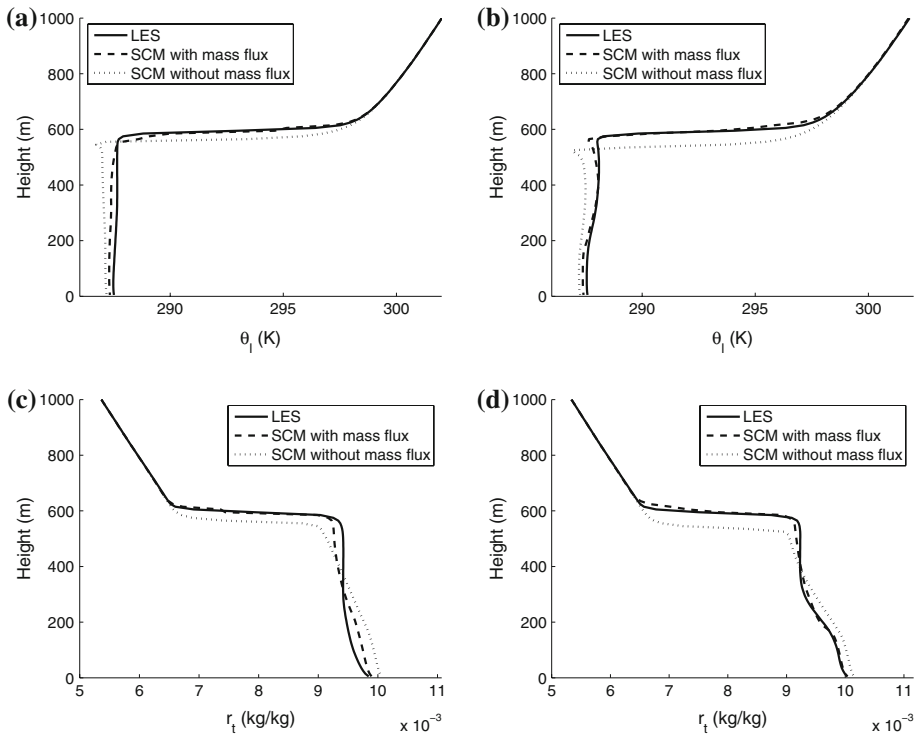 (a)
LES
SCM with mass flux
SCM without mass flux
1000
800
600
400
200
0
Height (m)
290
295
300
θl (K)
(b)
LES
SCM with mass flux
SCM without mass flux
1000
800
600
400
200
0
Height (m)
290
295
300
θl (K)
(c)
LES
SCM with mass flux
SCM without mass flux
1000
800
600
400
200
0
Height (m)
5 6 7 8 9 10 11
rt (kg/kg)
x 10⁻³
(d)
LES
SCM with mass flux
SCM without mass flux
1000
800
600
400
200
0
Height (m)
5 6 7 8 9 10 11
rt (kg/kg)
x 10⁻³